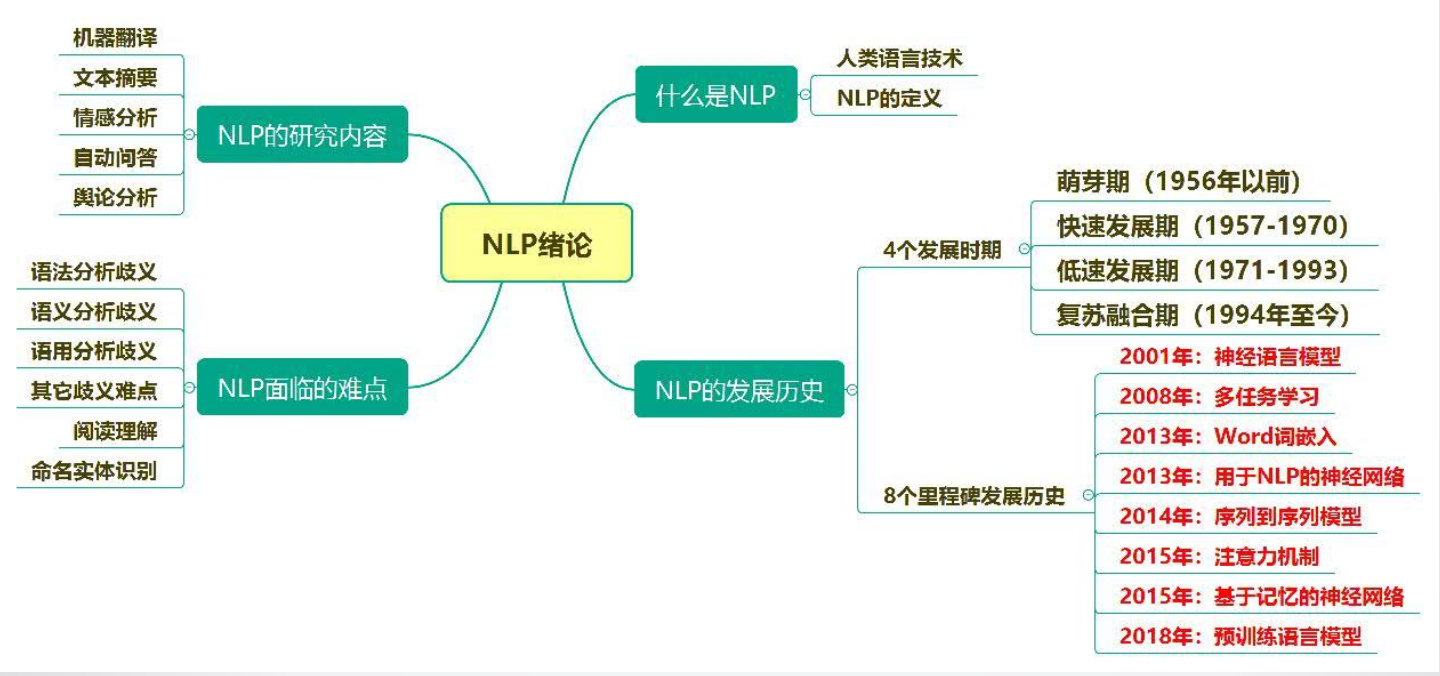 NLP绪论
什么是NLP
人类语言技术
NLP的定义
NLP的发展历史
4个发展时期
萌芽期（1956年以前）
快速发展期（1957-1970）
低速发展期（1971-1993）
复苏融合期（1994年至今）
8个里程碑发展历史
2001年：神经语言模型
2008年：多任务学习
2013年：Word词嵌入
2013年：用于NLP的神经网络
2014年：序列到序列模型
2015年：注意力机制
2015年：基于记忆的神经网络
2018年：预训练语言模型
NLP的研究内容
机器翻译
文本摘要
情感分析
自动问答
舆论分析
NLP面临的难点
语法分析歧义
语义分析歧义
语用分析歧义
其它歧义难点
阅读理解
命名实体识别